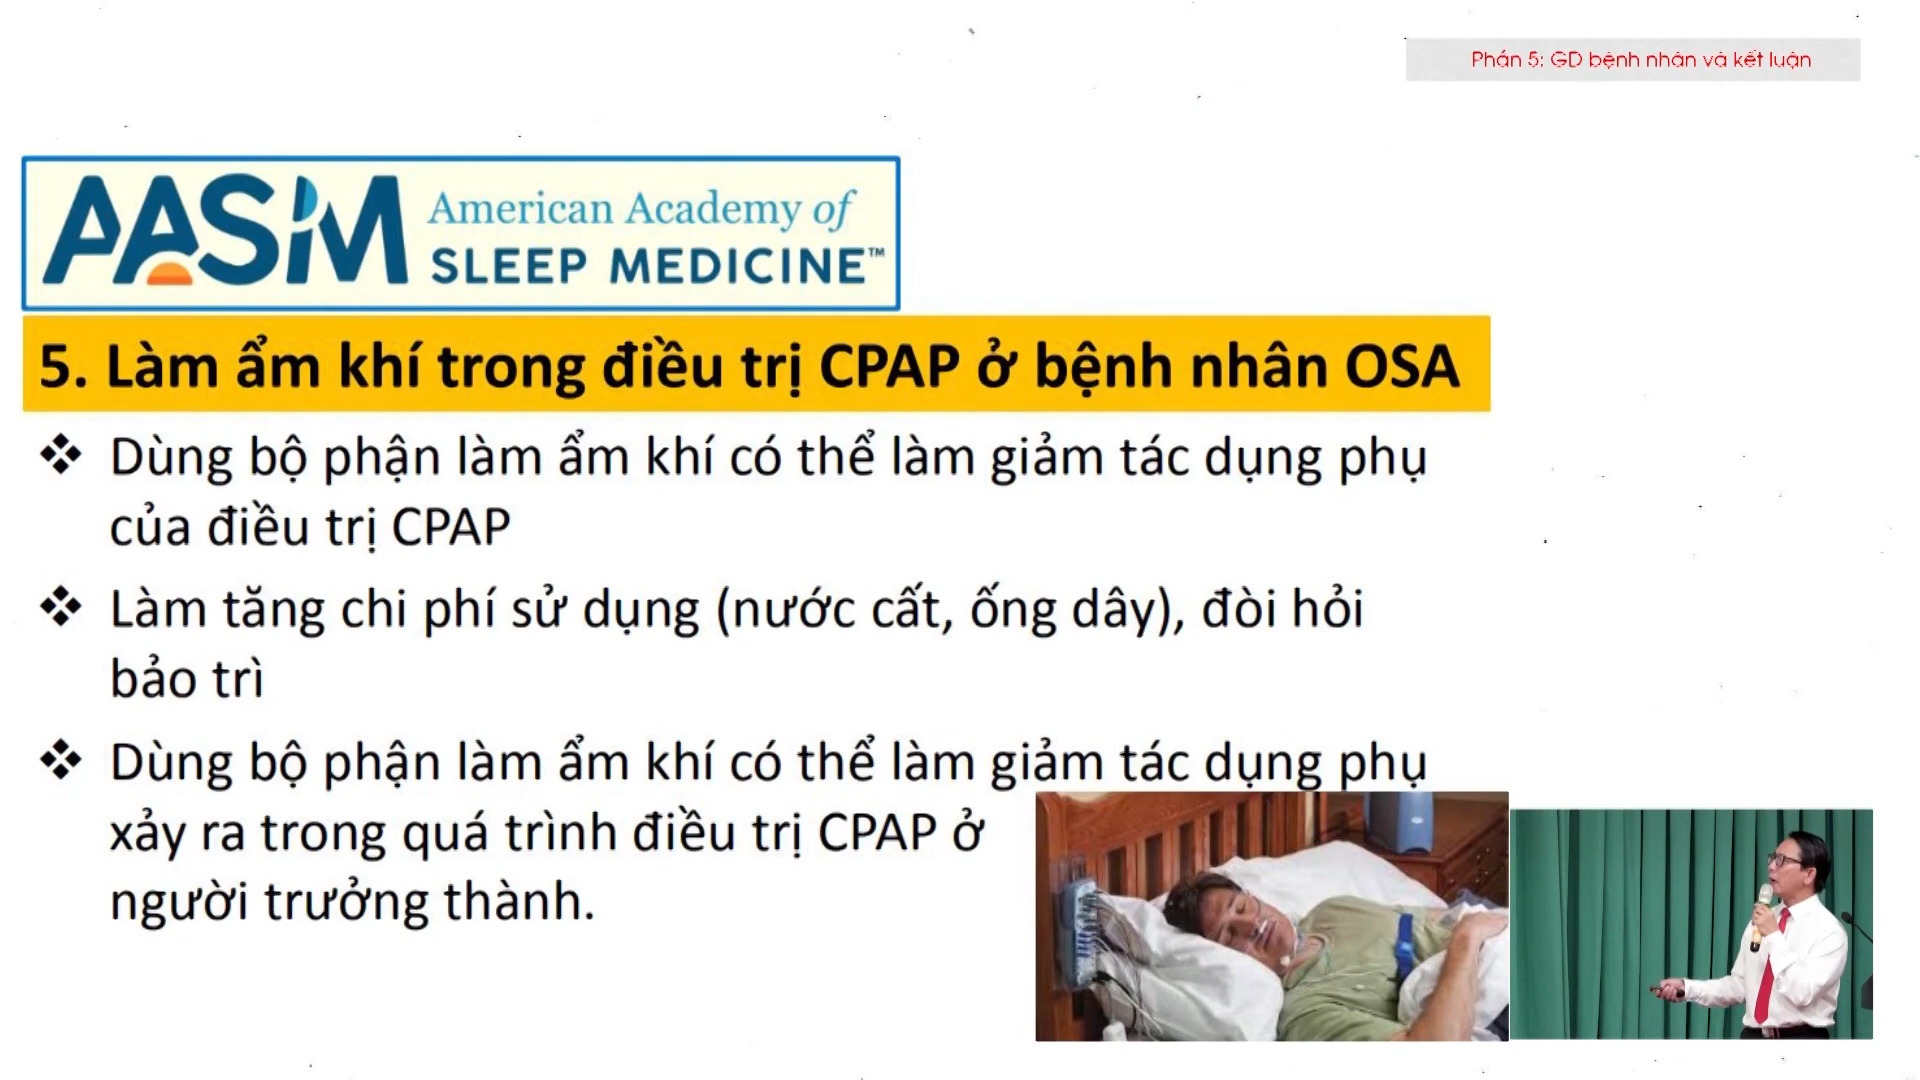 Phần 5: GD bệnh nhân và kết luận
AASM American Academy of
SLEEP MEDICINE™
5. Làm ẩm khí trong điều trị CPAP ở bệnh nhân OSA
❖ Dùng bộ phận làm ẩm khí có thể làm giảm tác dụng phụ
của điều trị CPAP
❖ Làm tăng chi phí sử dụng (nước cất, ống dây), đòi hỏi
bảo trì
❖ Dùng bộ phận làm ẩm khí có thể làm giảm tác dụng phụ
xảy ra trong quá trình điều trị CPAP ở
người trưởng thành.